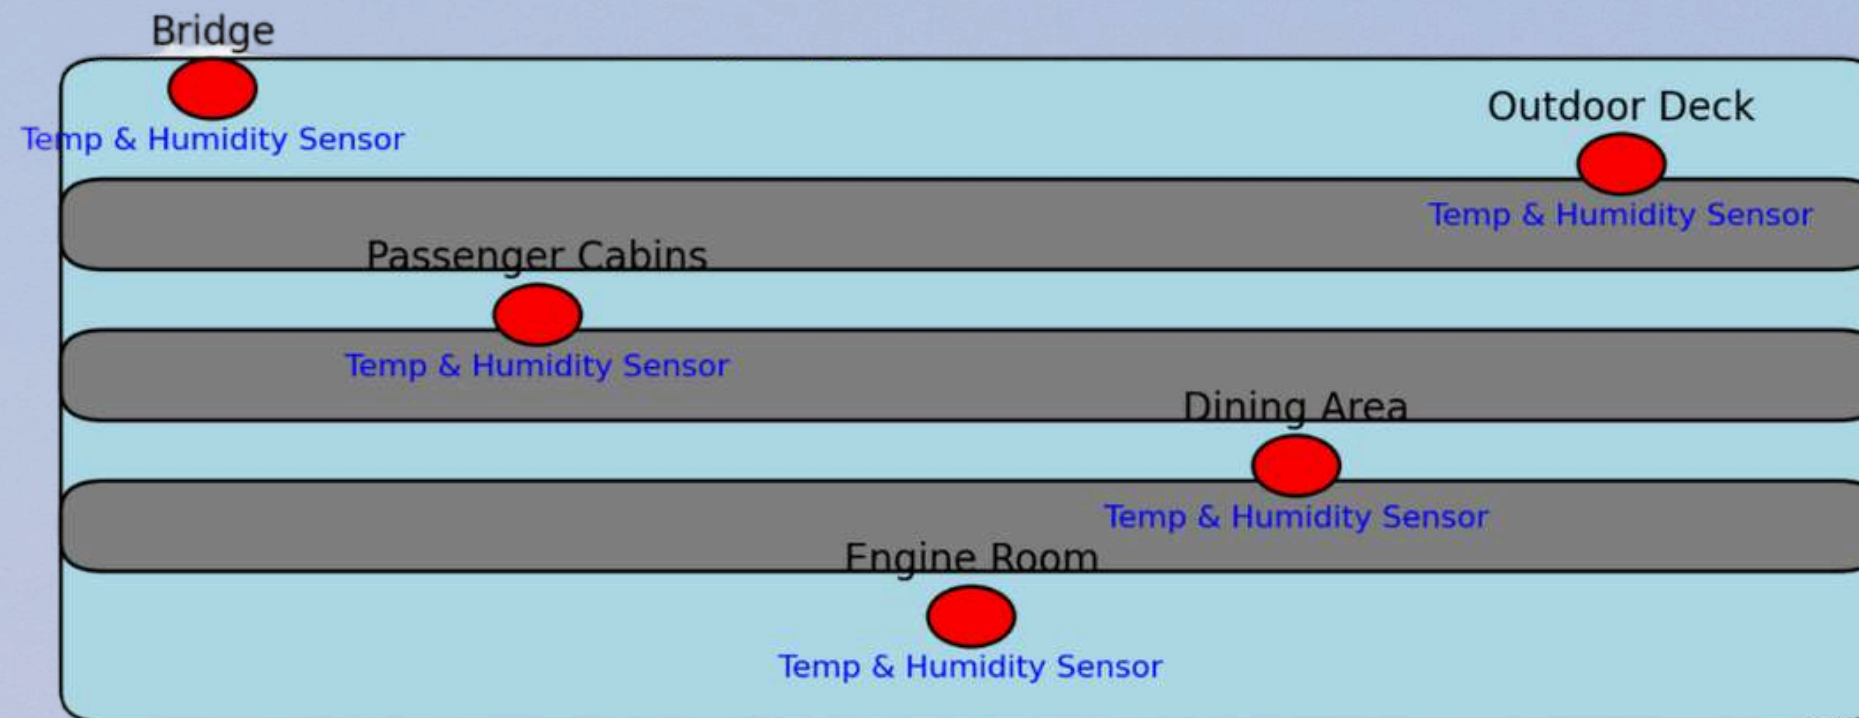 Bridge
Temp & Humidity Sensor
Outdoor Deck
Temp & Humidity Sensor
Passenger Cabins
Temp & Humidity Sensor
Dining Area
Temp & Humidity Sensor
Engine Room
Temp & Humidity Sensor